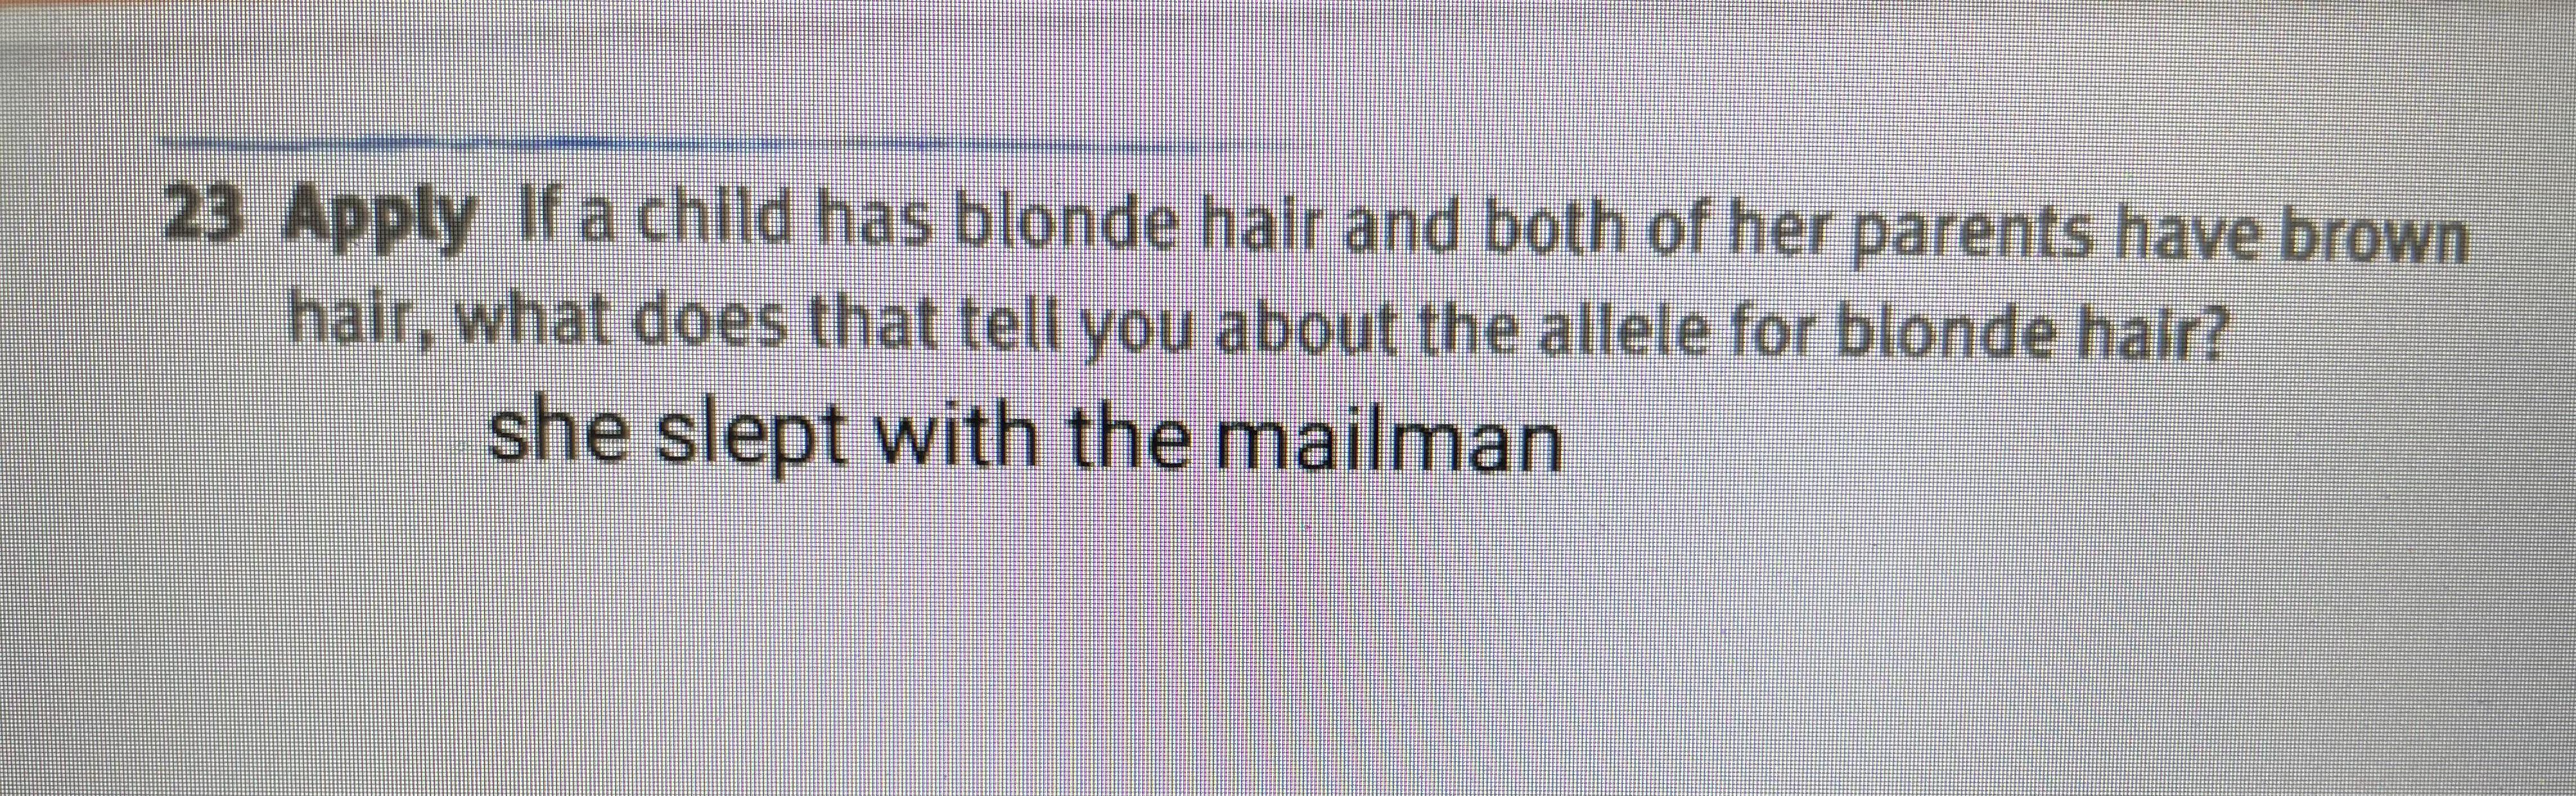 23 Apply If a child has blonde hair and both of her parents have brown
hair, what does that tell you about the allele for blonde hair?
she slept with the mailman